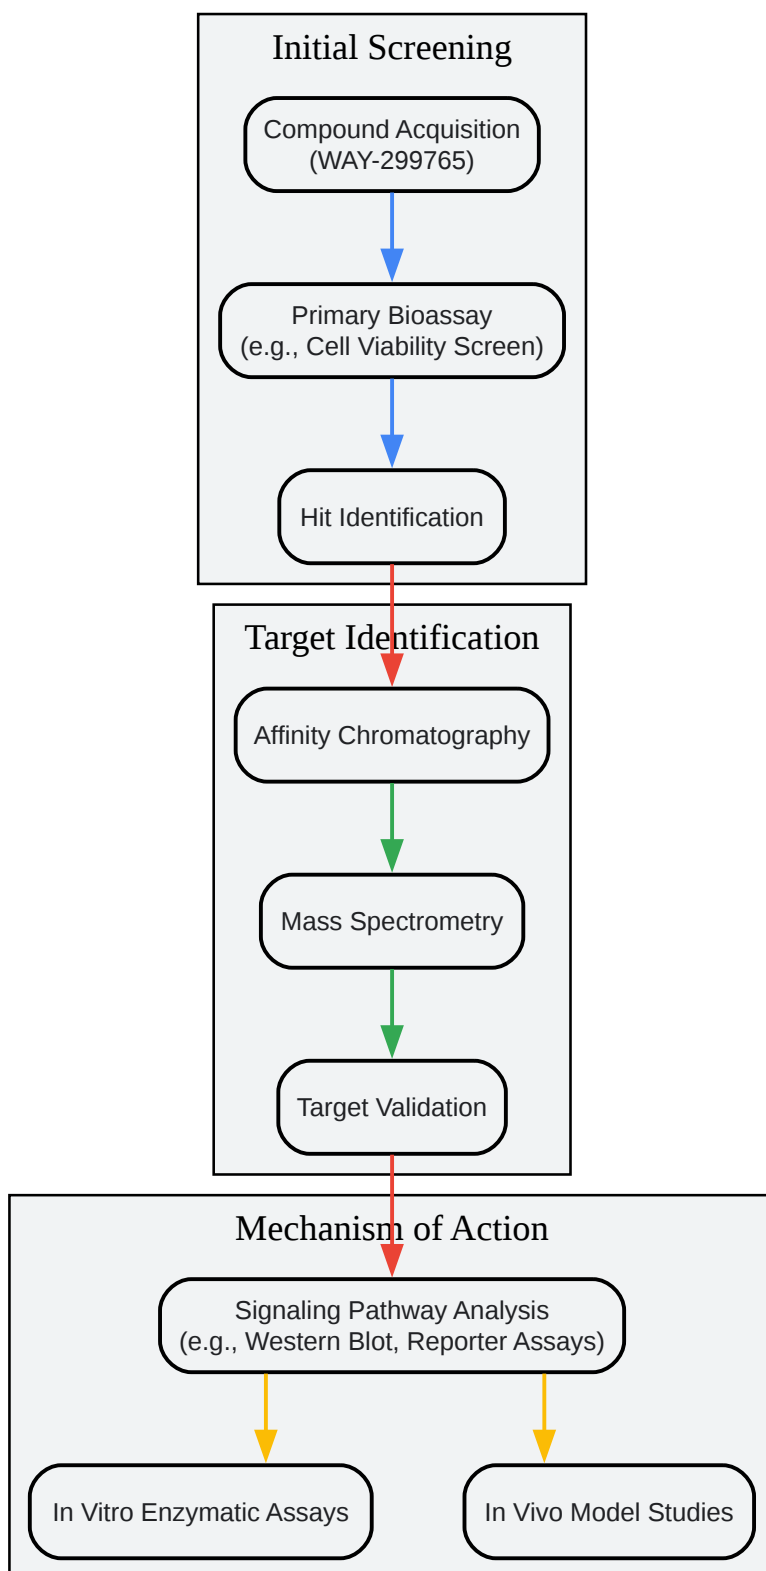 Initial Screening
Compound Acquisition
(WAY-299765)
Primary Bioassay
(e.g., Cell Viability Screen)
Hit Identification
Target Identification
Affinity Chromatography
Mass Spectrometry
Target Validation
Mechanism of Action
Signaling Pathway Analysis
(e.g., Western Blot, Reporter Assays)
In Vitro Enzymatic Assays
In Vivo Model Studies